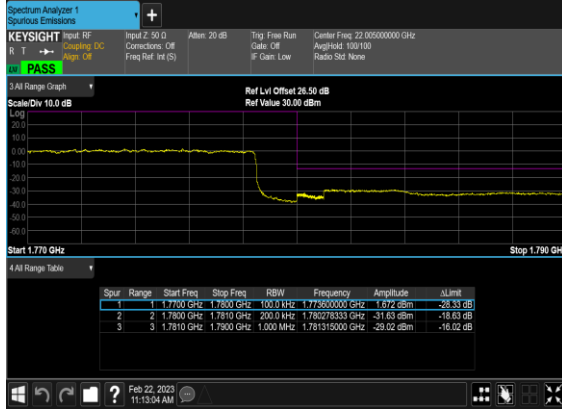 Spectrum Analyzer 1
Spurious Emissions
+
KEYSIGHT Input: RF Input Z: 50 Ω Atten: 20 dB Trig: Free Run Center Freq: 22.005000000 GHz
R T Coupling: DC Corrections: Off Gate: Off Avg|Hold: 100/100
Align: Off Freq Ref: Int (S) IF Gain: Low Radio Std: None
PASS
3 All Range Graph
Ref Lvl Offset 26.50 dB
Scale/Div 10.0 dB Ref Value 30.00 dBm
Log
20.0
10.0
0.00
-10.0
-20.0
-30.0
-40.0
-50.0
-60.0
Start 1.770 GHz Stop 1.790 GH
4 All Range Table
Spur Range Start Freq Stop Freq RBW Frequency Amplitude ΔLimit
1 1 1.7700 GHz 1.7800 GHz 100.0 kHz 1.773600000 GHz 1.672 dBm -28.33 dB
2 2 1.7800 GHz 1.7810 GHz 200.0 kHz 1.780278333 GHz -31.63 dBm -18.63 dB
3 3 1.7810 GHz 1.7900 GHz 1.000 MHz 1.781315000 GHz -29.02 dBm -16.02 dB
? Feb 22, 2023
11:13:04 AM